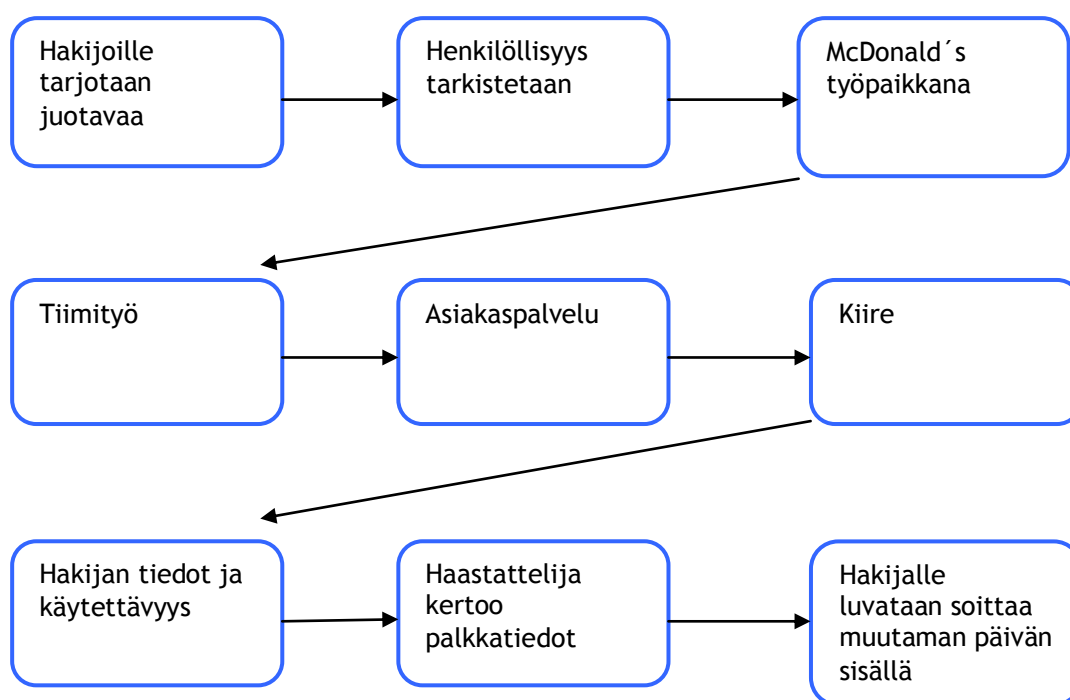 Hakijoille
tarjotaan
juotavaa
Henkilöllisyys
tarkistetaan
McDonald´s
työpaikkana
Tiimityö
Asiakaspalvelu
Kiire
Hakijan tiedot ja
käytettävyys
Haastattelija
kertoo
palkkatiedot
Hakijalle
luvataan soittaa
muutaman päivän
sisällä